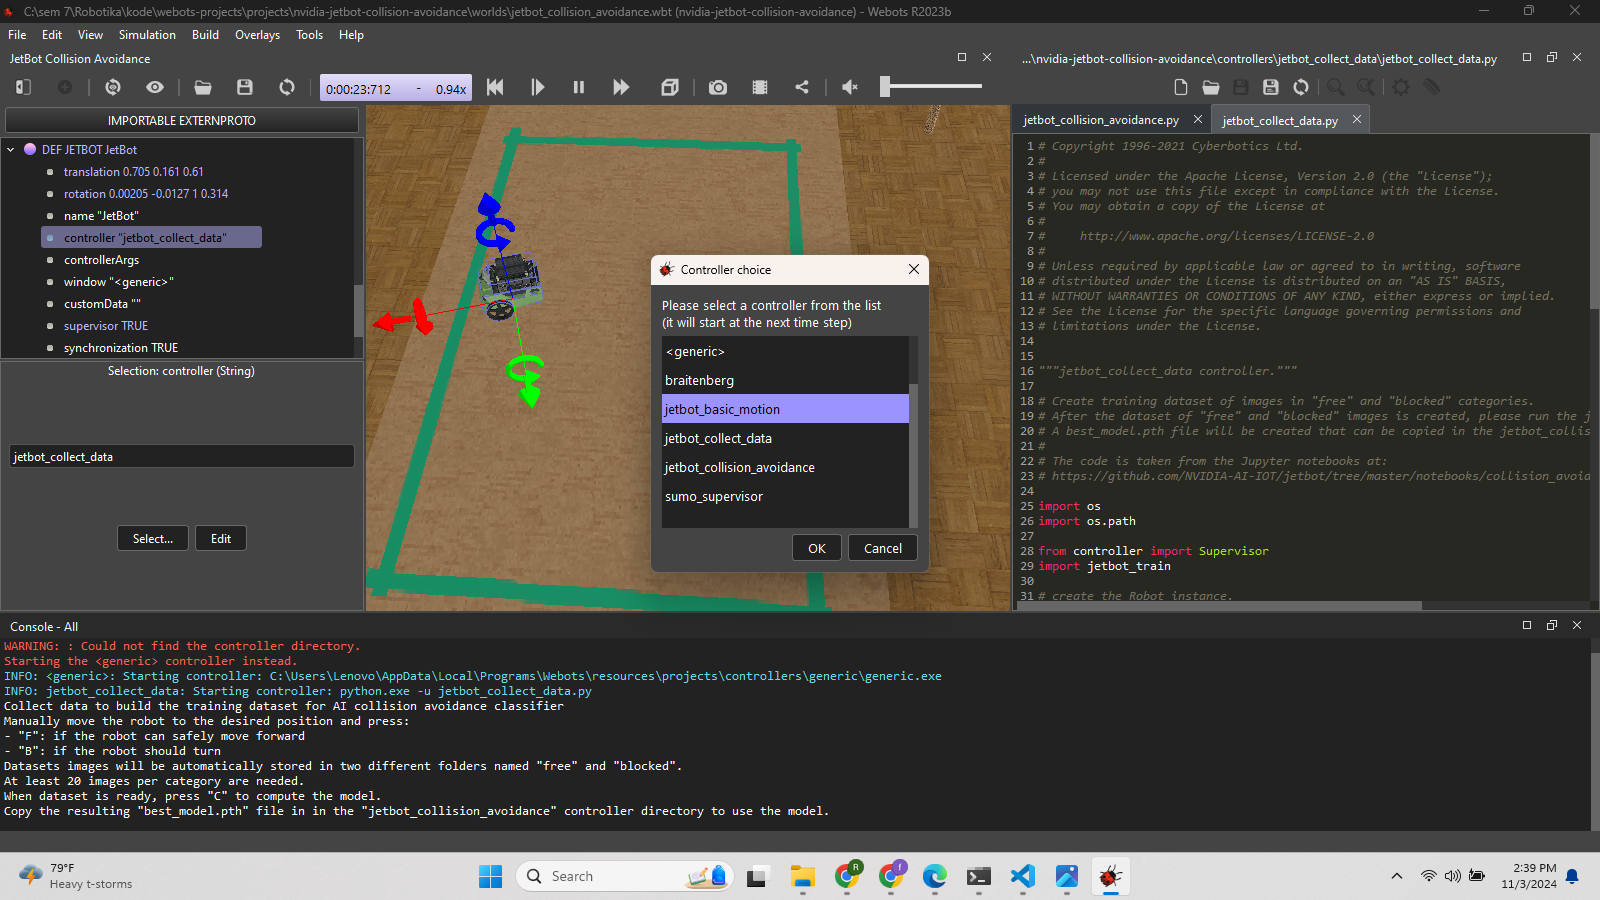 C:\sem 7\Robotika\kode\webots-projects\projects\nvidia-jetbot-collision-avoidance\worlds\jetbot_collision_avoidance.wbt (nvidia-jetbot-collision-avoidance) - Webots R2023b
File Edit View Simulation Build Overlays Tools Help
JetBot Collision Avoidance
0:00:23:712 - 0.94x
IMPORTABLE EXTERNPROTO
DEF JETBOT JetBot
translation 0.705 0.161 0.61
rotation 0.00205 -0.0127 1 0.314
name "JetBot"
controller "jetbot_collect_data"
controllerArgs
window "<generic>"
customData ""
supervisor TRUE
synchronization TRUE
Selection: controller (String)
jetbot_collect_data
Select...
Edit
Controller choice
Please select a controller from the list
(it will start at the next time step)
<generic>
braitenberg
jetbot_basic_motion
jetbot_collect_data
jetbot_collision_avoidance
sumo_supervisor
OK
Cancel
...\nvidia-jetbot-collision-avoidance\controllers\jetbot_collect_data\jetbot_collect_data.py
jetbot_collision_avoidance.py
jetbot_collect_data.py
1 # Copyright 1996-2021 Cyberbotics Ltd.
2 #
3 # Licensed under the Apache License, Version 2.0 (the "License");
4 # you may not use this file except in compliance with the License.
5 # You may obtain a copy of the License at
6 #
7 #     http://www.apache.org/licenses/LICENSE-2.0
8 #
9 # Unless required by applicable law or agreed to in writing, software
10 # distributed under the License is distributed on an "AS IS" BASIS,
11 # WITHOUT WARRANTIES OR CONDITIONS OF ANY KIND, either express or implied.
12 # See the License for the specific language governing permissions and
13 # limitations under the License.
14
15
16 """jetbot_collect_data controller."""
17
18 # Create training dataset of images in "free" and "blocked" categories.
19 # After the dataset of "free" and "blocked" images is created, please run the j
20 # A best_model.pth file will be created that can be copied in the jetbot_collis
21 #
22 # The code is taken from the Jupyter notebooks at:
23 # https://github.com/NVIDIA-AI-IOT/jetbot/tree/master/notebooks/collision_avoida
24
25 import os
26 import os.path
27
28 from controller import Supervisor
29 import jetbot_train
30
31 # create the Robot instance.
Console - All
WARNING: : Could not find the controller directory.
Starting the <generic> controller instead.
INFO: <generic>: Starting controller: C:\Users\Lenovo\AppData\Local\Programs\Webots\resources\projects\controllers\generic\generic.exe
INFO: jetbot_collect_data: Starting controller: python.exe -u jetbot_collect_data.py
Collect data to build the training dataset for AI collision avoidance classifier
Manually move the robot to the desired position and press:
- "F": if the robot can safely move forward
- "B": if the robot should turn
Datasets images will be automatically stored in two different folders named "free" and "blocked".
At least 20 images per category are needed.
When dataset is ready, press "C" to compute the model.
Copy the resulting "best_model.pth" file in in the "jetbot_collision_avoidance" controller directory to use the model.
79°F
Heavy t-storms
Search
R
f
2:39 PM
11/3/2024